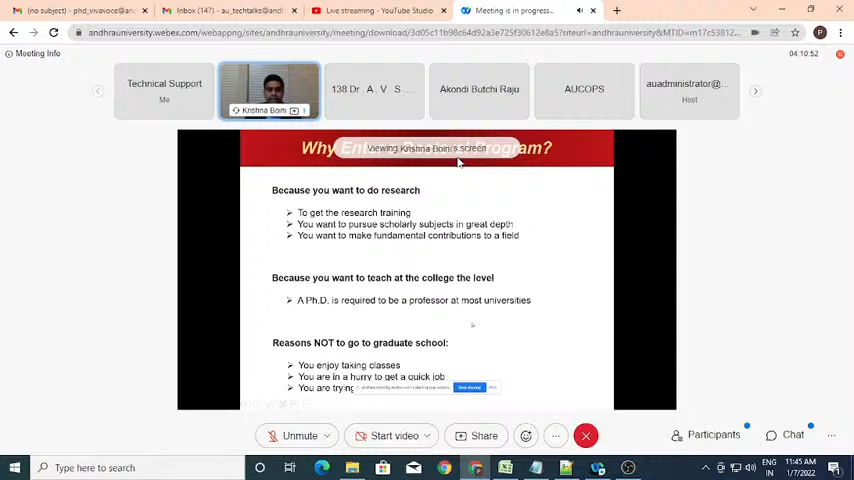 (no subject) - phd_vivavoce@and
Inbox (147) - au_techtalks@andh
Live streaming - YouTube Studio
Meeting is in progress...
andhrauniversity.webex.com/webappng/sites/andhrauniversity/meeting/download/3d05c11b98c64d92a3e725f30612e8a5?siteurl=andhrauniversity&MTID=m17c53812...
P
Meeting Info
04:10:52
Technical Support
Me
Krishna Boini
138 Dr . A . V S ....
Akondi Butchi Raju
AUCOPS
auadministrator@...
Host
Why Program?
Viewing Krishna Boini's screen
Because you want to do research
➢ To get the research training
➢ You want to pursue scholarly subjects in great depth
➢ You want to make fundamental contributions to a field
Because you want to teach at the college the level
➢ A Ph.D. is required to be a professor at most universities
Reasons NOT to go to graduate school:
➢ You enjoy taking classes
➢ You are in a hurry to get a quick job
➢ You are trying
Stop sharing
Hide
Unmute
Start video
Share
Participants
Chat
Type here to search
ENG
IN
11:45 AM
1/7/2022